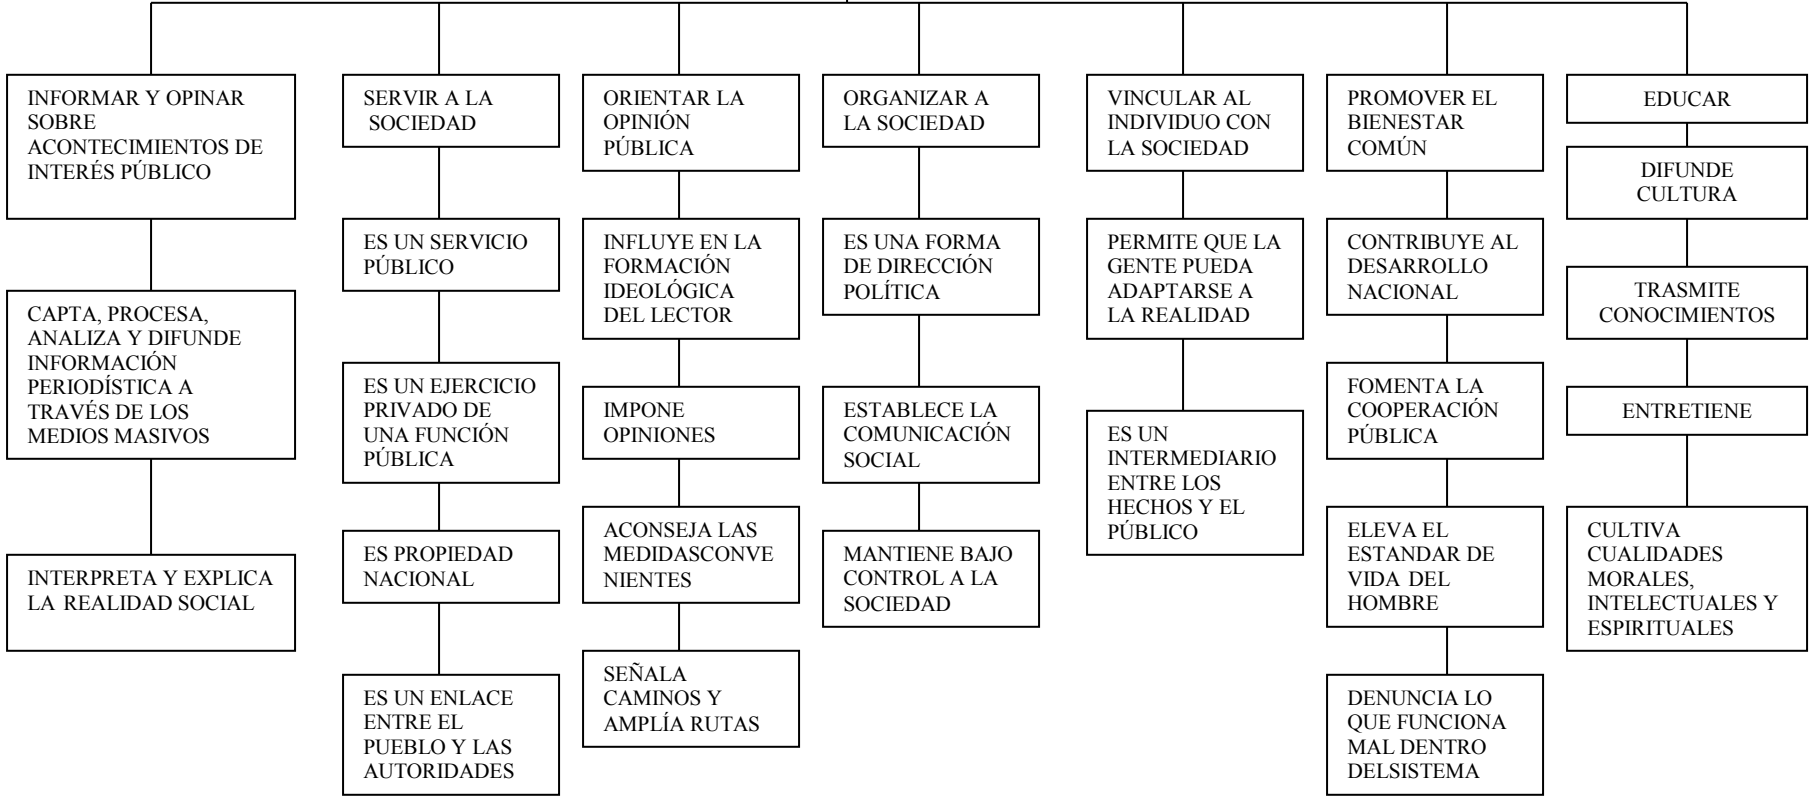 INFORMAR Y OPINAR
SOBRE
ACONTECIMIENTOS DE
INTERÉS PÚBLICO
CAPTA, PROCESA,
ANALIZA Y DIFUNDE
INFORMACIÓN
PERIODÍSTICA A
TRAVÉS DE LOS
MEDIOS MASIVOS
INTERPRETA Y EXPLICA
LA REALIDAD SOCIAL
SERVIR A LA
SOCIEDAD
ES UN SERVICIO
PÚBLICO
ES UN EJERCICIO
PRIVADO DE
UNA FUNCIÓN
PÚBLICA
ES PROPIEDAD
NACIONAL
ES UN ENLACE
ENTRE EL
PUEBLO Y LAS
AUTORIDADES
ORIENTAR LA
OPINIÓN
PÚBLICA
INFLUYE EN LA
FORMACIÓN
IDEOLÓGICA
DEL LECTOR
IMPONE
OPINIONES
ACONSEJA LAS
MEDIDASCONVE
NIENTES
SEÑALA
CAMINOS Y
AMPLÍA RUTAS
ORGANIZAR A
LA SOCIEDAD
ES UNA FORMA
DE DIRECCIÓN
POLÍTICA
ESTABLECE LA
COMUNICACIÓN
SOCIAL
MANTIENE BAJO
CONTROL A LA
SOCIEDAD
VINCULAR AL
INDIVIDUO CON
LA SOCIEDAD
PERMITE QUE LA
GENTE PUEDA
ADAPTARSE A
LA REALIDAD
ES UN
INTERMEDIARIO
ENTRE LOS
HECHOS Y EL
PÚBLICO
PROMOVER EL
BIENESTAR
COMÚN
CONTRIBUYE AL
DESARROLLO
NACIONAL
FOMENTA LA
COOPERACIÓN
PÚBLICA
ELEVA EL
ESTANDAR DE
VIDA DEL
HOMBRE
DENUNCIA LO
QUE FUNCIONA
MAL DENTRO
DELSISTEMA
EDUCAR
DIFUNDE
CULTURA
TRASMITE
CONOCIMIENTOS
ENTRETIENE
CULTIVA
CUALIDADES
MORALES,
INTELECTUALES Y
ESPIRITUALES